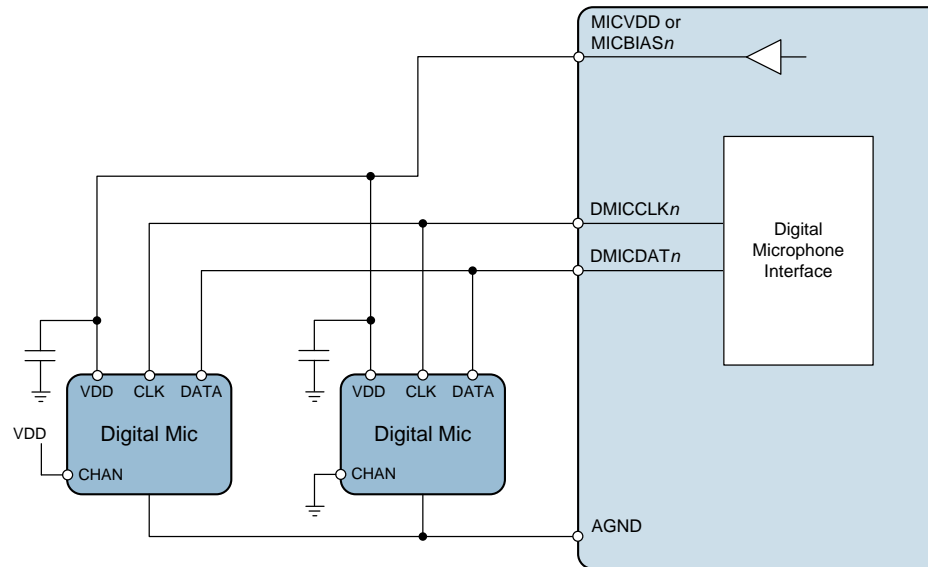 MICVDD or
MICBIASn
DMICCLKn
DMICDATn
Digital
Microphone
Interface
VDD CLK DATA
Digital Mic
VDD
CHAN
VDD CLK DATA
Digital Mic
CHAN
AGND